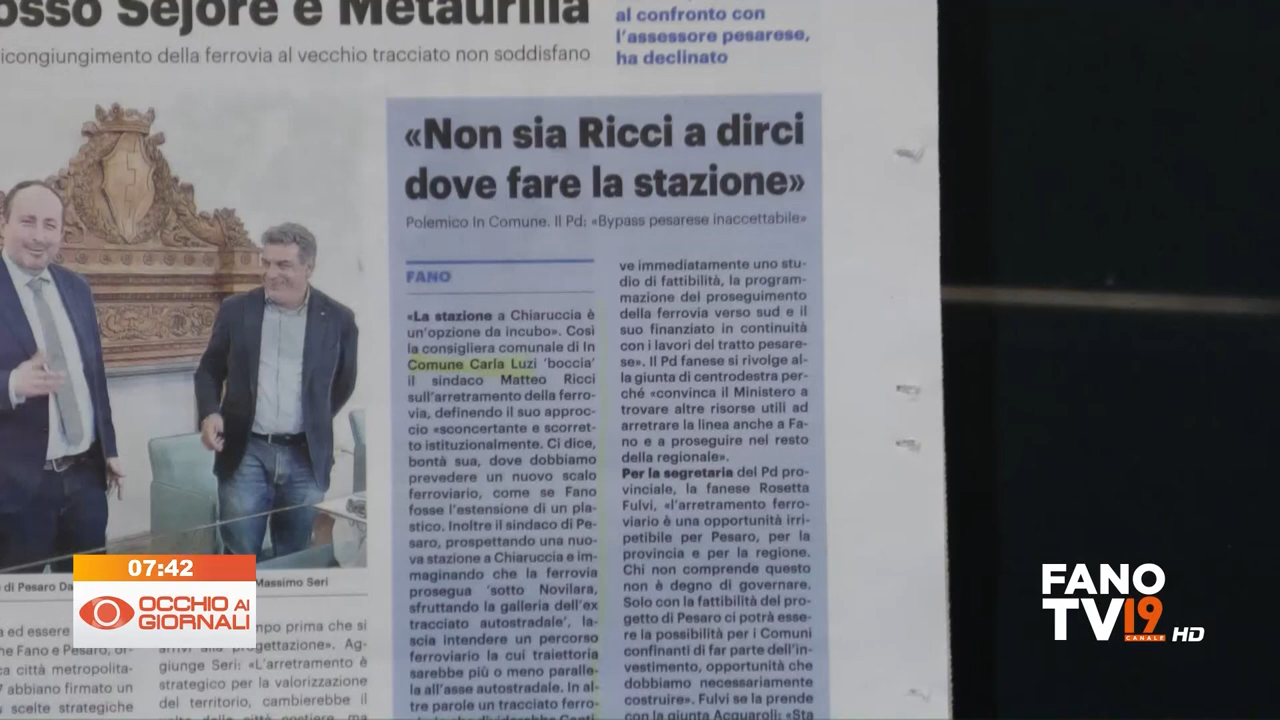 osso Sejore e Metaurilia
icongiungimento della ferrovia al vecchio tracciato non soddisfano
al confronto con
l'assessore pesarese,
ha declinato
«Non sia Ricci a dirci
dove fare la stazione»
Polemico In Comune. Il Pd: «Bypass pesarese inaccettabile»
FANO
«La stazione a Chiaruccia è
un'opzione da incubo». Così
la consigliera comunale di In
Comune Carla Luzi 'boccia'
il sindaco Matteo Ricci
sull'arretramento della ferro-
via, definendo il suo approc-
cio «sconcertante e scorret-
to istituzionalmente. Ci dice,
bontà sua, dove dobbiamo
prevedere un nuovo scalo
ferroviario, come se Fano
fosse l'estensione di un pla-
stico. Inoltre il sindaco di Pe-
saro, prospettando una nuo-
va stazione a Chiaruccia e im-
maginando che la ferrovia
prosegua 'sotto Novilara,
sfruttando la galleria dell'ex
tracciato autostradale', la-
scia intendere un percorso
ferroviario la cui traiettoria
sarebbe più o meno paralle-
la all'asse autostradale. In al-
tre parole un tracciato ferro-
ve immediatamente uno stu-
dio di fattibilità, la program-
mazione del proseguimento
della ferrovia verso sud e il
suo finanziato in continuità
con i lavori del tratto pesare-
se». Il Pd fanese si rivolge al-
la giunta di centrodestra per-
ché «convinca il Ministero a
trovare altre risorse utili ad
arretrare la linea anche a Fa-
no e a proseguire nel resto
della regionale».
Per la segretaria del Pd pro-
vinciale, la fanese Rosetta
Fulvi, «l'arretramento ferro-
viario è una opportunità irri-
petibile per Pesaro, per la
provincia e per la regione.
Chi non comprende questo
non è degno di governare.
Solo con la fattibilità del pro-
getto di Pesaro ci potrà esse-
re la possibilità per i Comuni
confinanti di far parte dell'in-
vestimento, opportunità che
dobbiamo necessariamente
costruire». Fulvi se la prende
con la giunta Acquaroli: «Sta
di Pesaro Da
Massimo Seri
a ed essere
he Fano e Pesaro, or-
ca città metropolita-
7 abbiano firmato un
scelte strategiche
mpo prima che si
arrivi alla progettazione». Ag-
giunge Seri: «L'arretramento è
strategico per la valorizzazione
del territorio, cambierebbe il
07:42
OCCHIO AI
GIORNALI
FANO
TV19
CANALE
HD